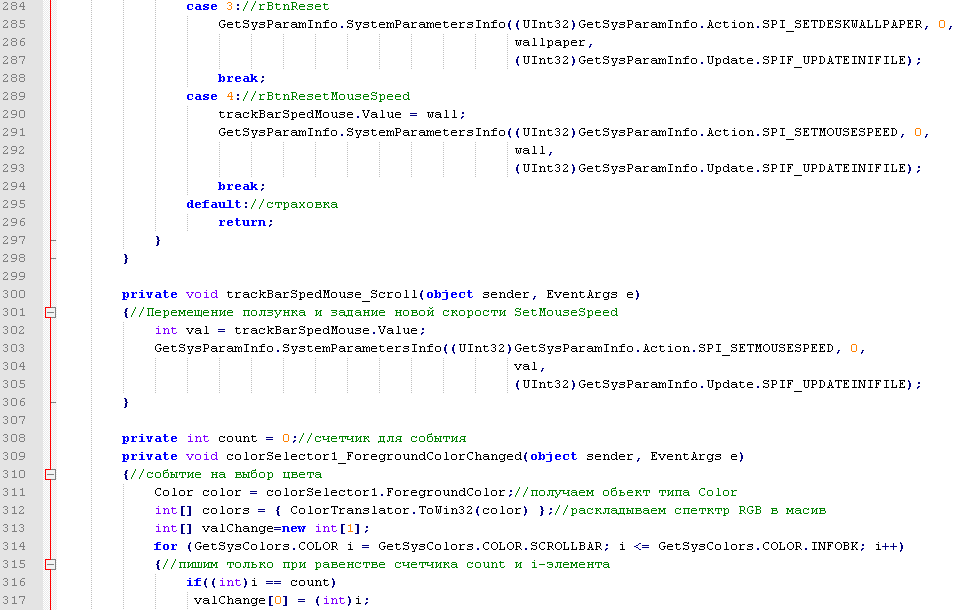 284 case 3://rBtnReset
285 GetSysParamInfo.SystemParametersInfo((UInt32)GetSysParamInfo.Action.SPI_SETDESKWALLPAPER, 0,
286 wallpaper,
287 (UInt32)GetSysParamInfo.Update.SPIF_UPDATEINIFILE);
288 break;
289 case 4://rBtnResetMouseSpeed
290 trackBarSpedMouse.Value = wall;
291 GetSysParamInfo.SystemParametersInfo((UInt32)GetSysParamInfo.Action.SPI_SETMOUSESPEED, 0,
292 wall,
293 (UInt32)GetSysParamInfo.Update.SPIF_UPDATEINIFILE);
294 break;
295 default://страховка
296 return;
297 }
298 }
299
300 private void trackBarSpedMouse_Scroll(object sender, EventArgs e)
301 {//Перемещение ползунка и задание новой скорости SetMouseSpeed
302 int val = trackBarSpedMouse.Value;
303 GetSysParamInfo.SystemParametersInfo((UInt32)GetSysParamInfo.Action.SPI_SETMOUSESPEED, 0,
304 val,
305 (UInt32)GetSysParamInfo.Update.SPIF_UPDATEINIFILE);
306 }
307
308 private int count = 0;//счетчик для события
309 private void colorSelector1_ForegroundColorChanged(object sender, EventArgs e)
310 {//событие на выбор цвета
311 Color color = colorSelector1.ForegroundColor;//получаем обьект типа Color
312 int[] colors = { ColorTranslator.ToWin32(color) };//раскладываем спетктр RGB в масив
313 int[] valChange=new int[1];
314 for (GetSysColors.COLOR i = GetSysColors.COLOR.SCROLLBAR; i <= GetSysColors.COLOR.INFOBK; i++)
315 {//пишим только при равенстве счетчика count и i-элемента
316 if((int)i == count)
317 valChange[0] = (int)i;